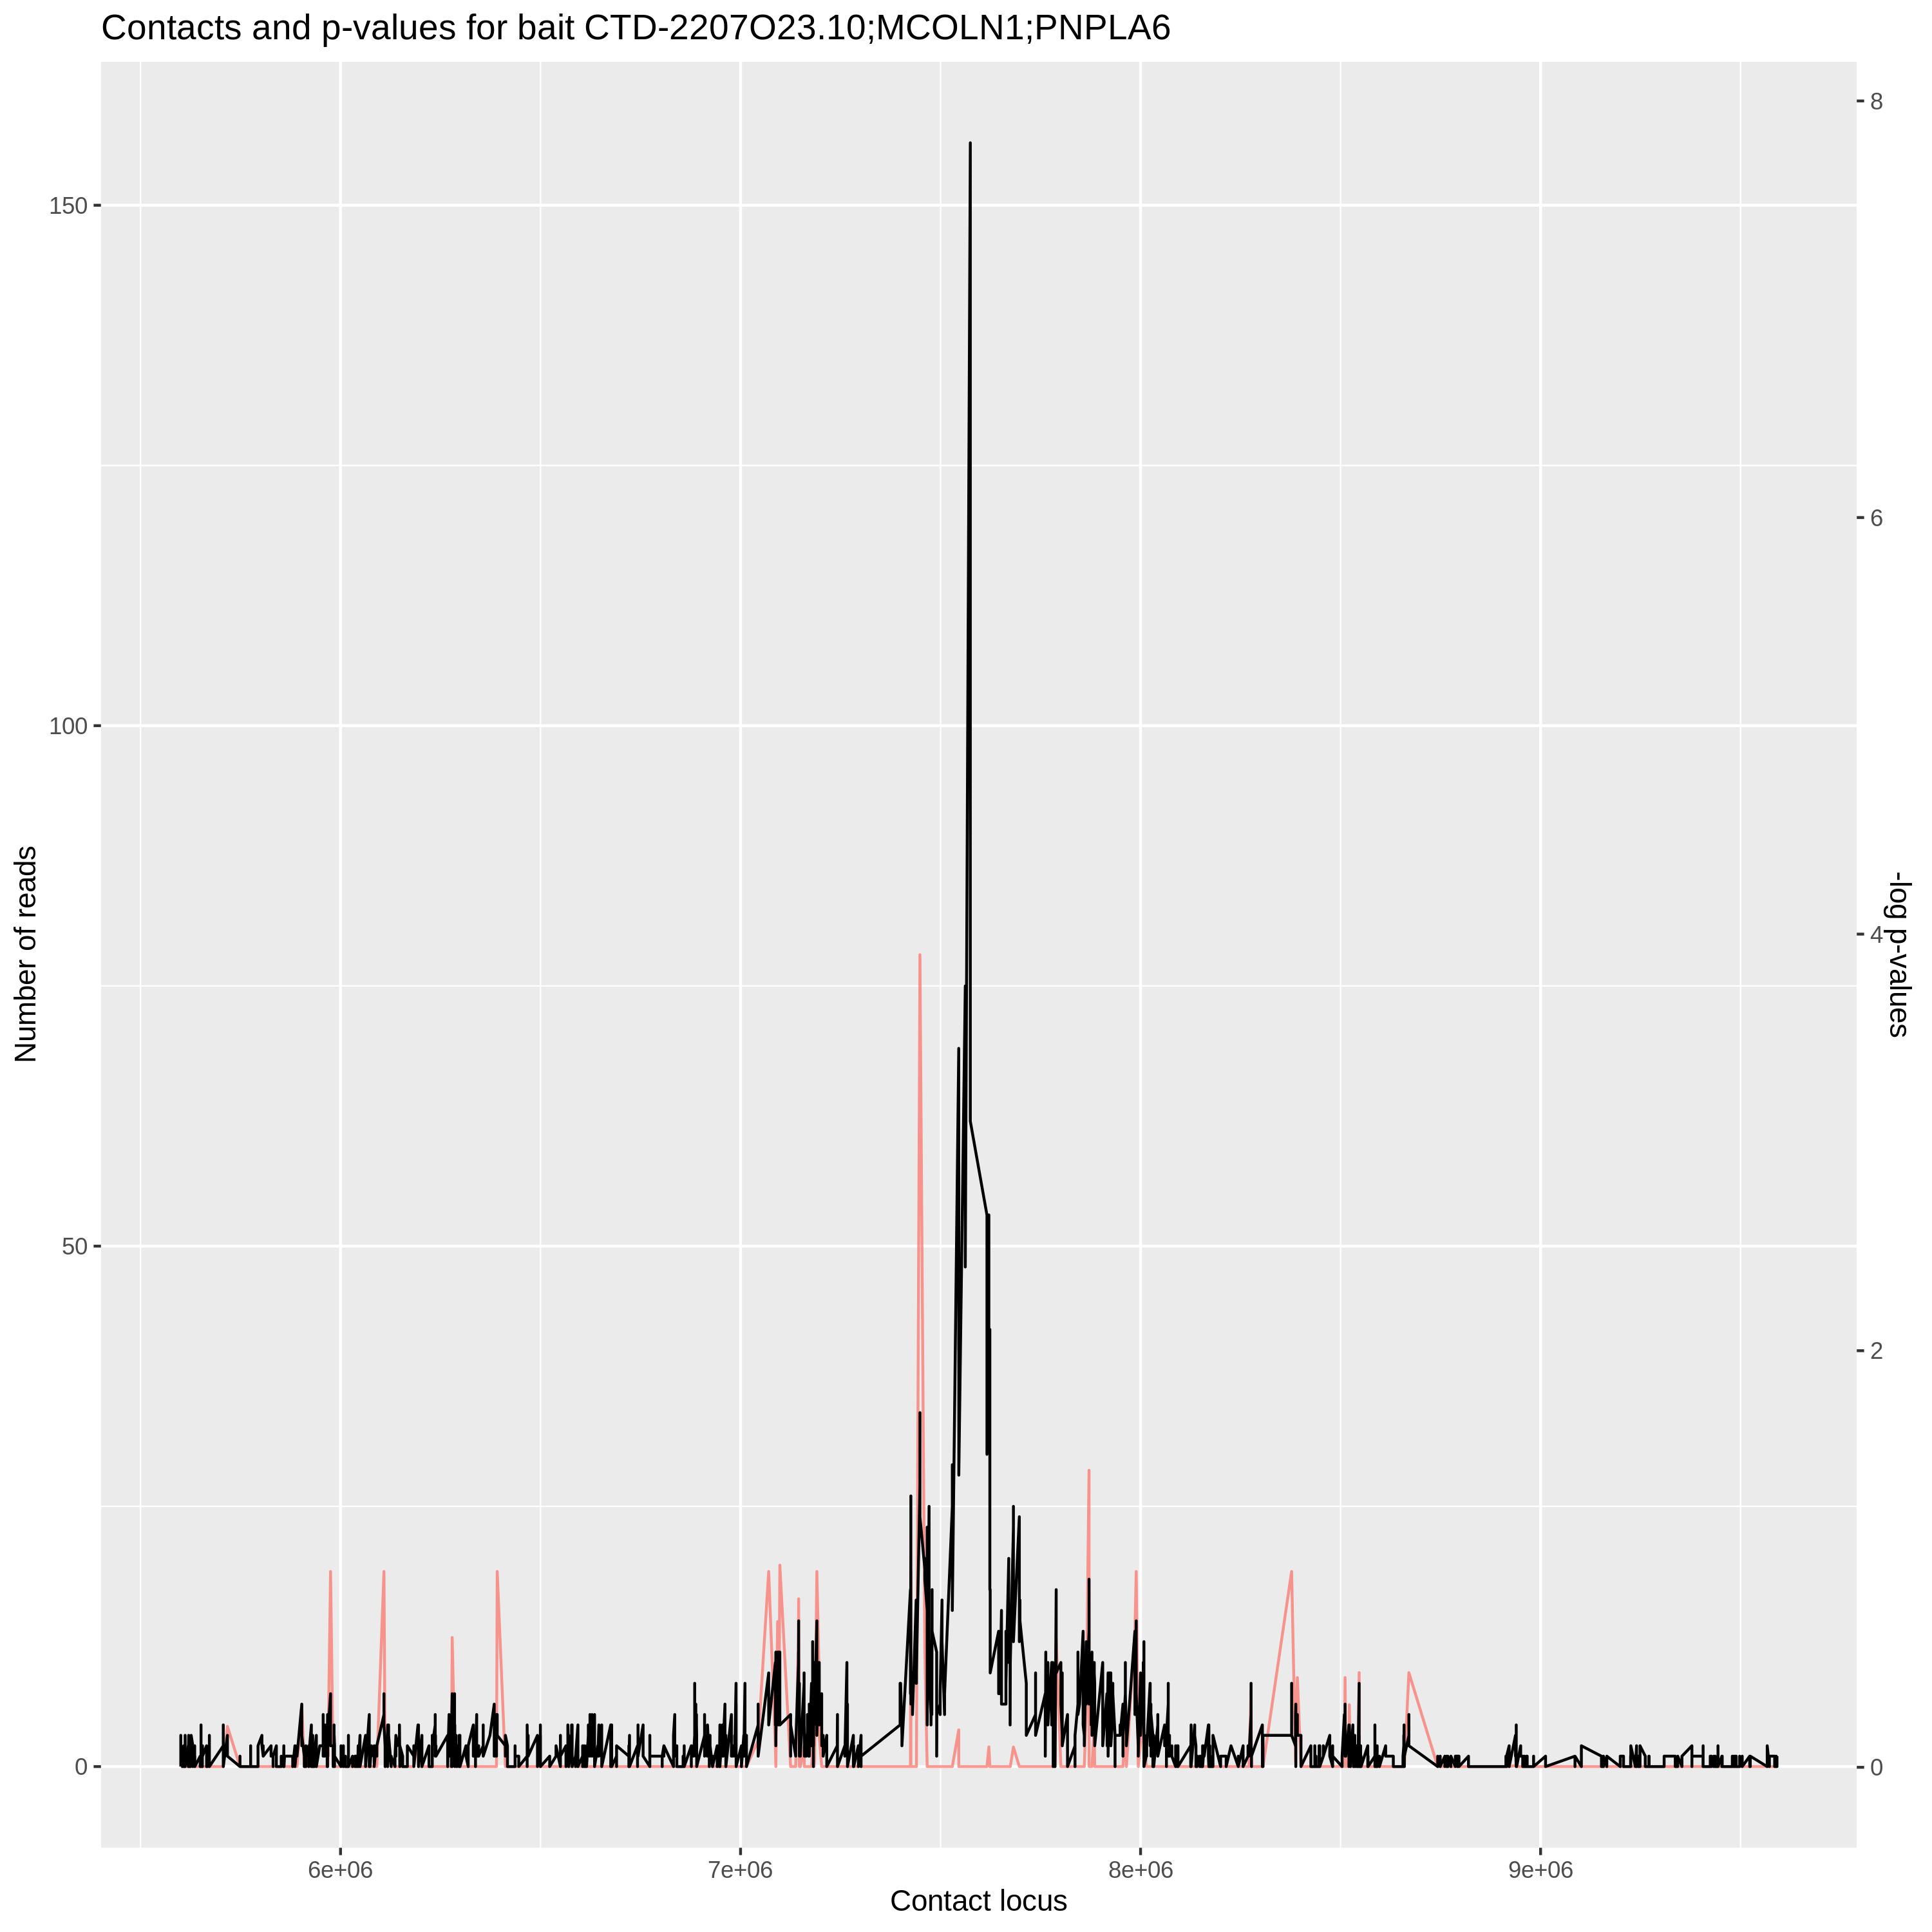 Contacts and p-values for bait CTD-2207O23.10;MCOLN1;PNPLA6
150
100
50
0
Number of reads
8
6
4
2
0
-log p-values
6e+06
7e+06
8e+06
9e+06
Contact locus